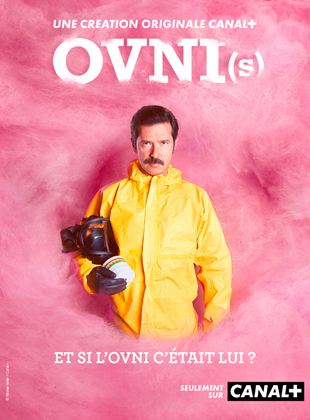 UNE CRÉATION ORIGINALE CANAL+
OVNI(s)
ET SI L'OVNI C'ÉTAIT LUI ?
SEULEMENT
SUR
CANAL+